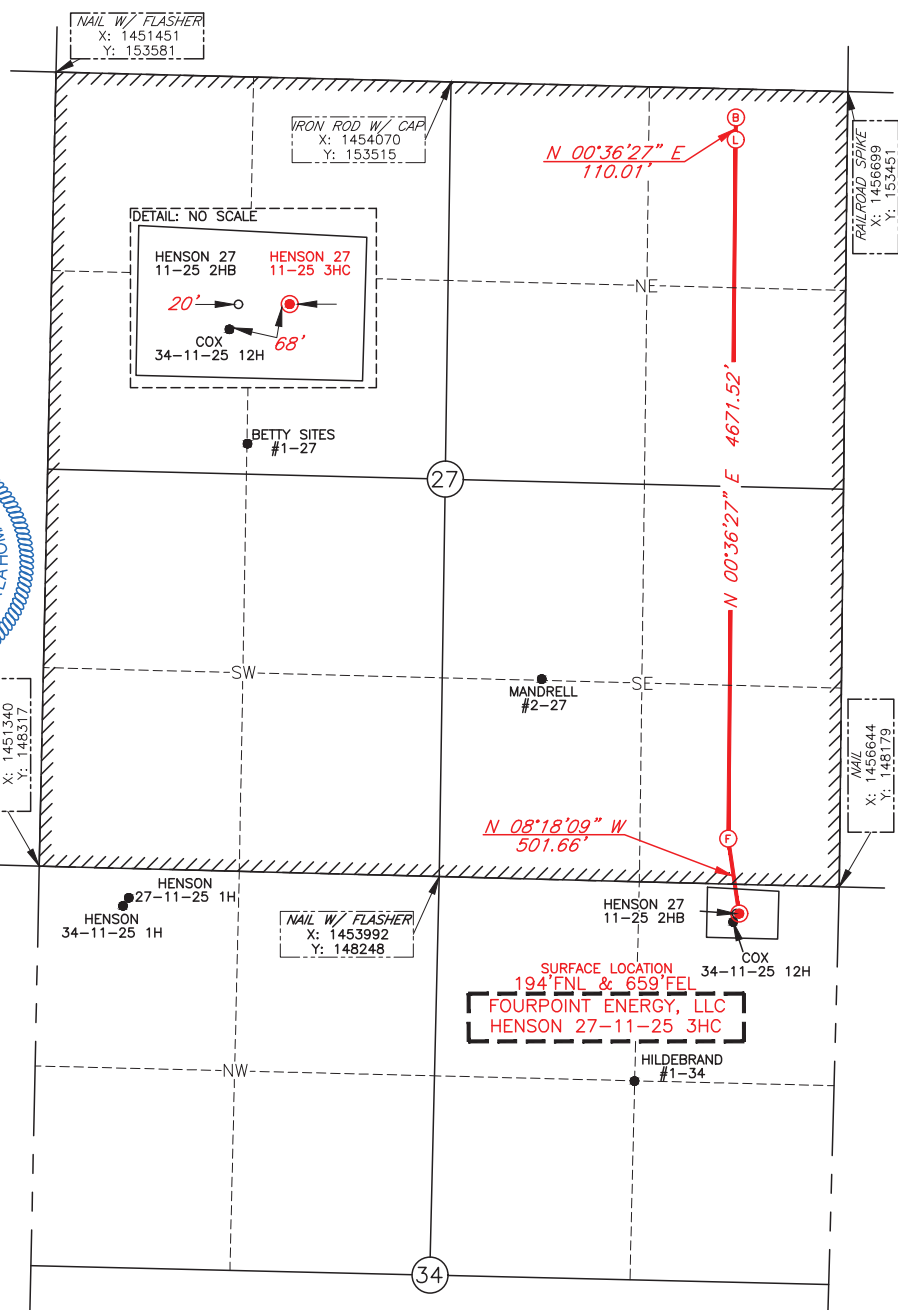 NAIL W/ FLASHER
X: 1451451
Y: 153581
IRON ROD W/ CAP
X: 1454070
Y: 153515
N 00°36'27" E
110.01'
B
L
RAILROAD SPIKE
X: 1456699
Y: 153451
DETAIL: NO SCALE
HENSON 27
11-25 2HB
HENSON 27
11-25 3HC
20'
COX
34-11-25 12H
68'
NE
N 00°36'27" E 4671.52'
BETTY SITES
#1-27
27
SW
MANDRELL
#2-27
SE
X: 1451340
Y: 148317
NAIL
X: 1456644
Y: 148179
N 08°18'09" W
501.66'
F
HENSON
27-11-25 1H
HENSON
34-11-25 1H
NAIL W/ FLASHER
X: 1453992
Y: 148248
HENSON 27
11-25 2HB
COX
34-11-25 12H
SURFACE LOCATION
194'FNL & 659'FEL
FOURPOINT ENERGY, LLC
HENSON 27-11-25 3HC
HILDEBRAND
#1-34
NW
34